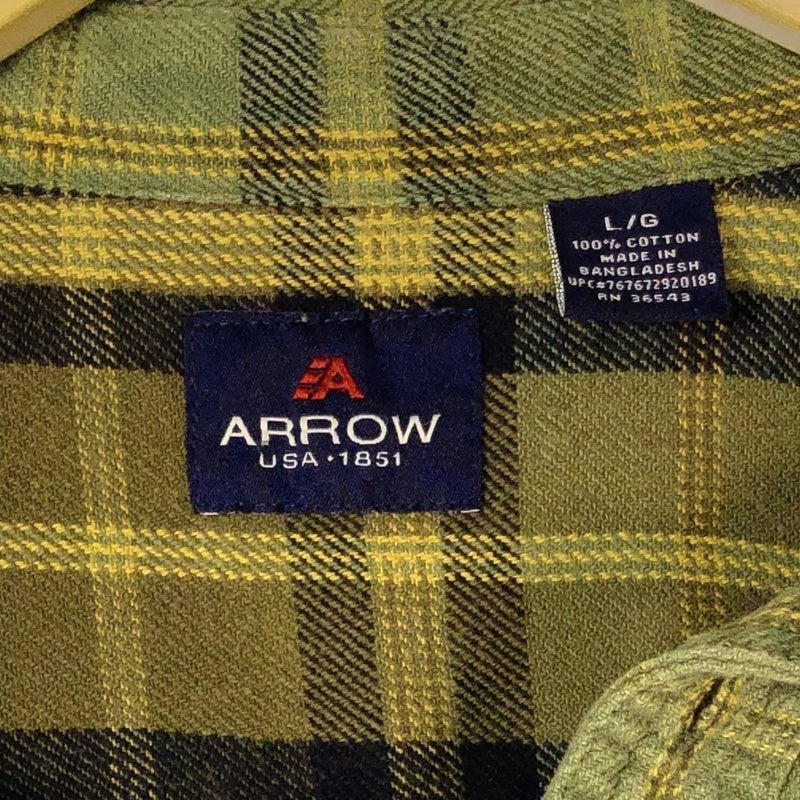 L/G
100% COTTON
MADE IN
BANGLADESH
UPC#767672920189
RN 36543
A
ARROW
USA • 1851